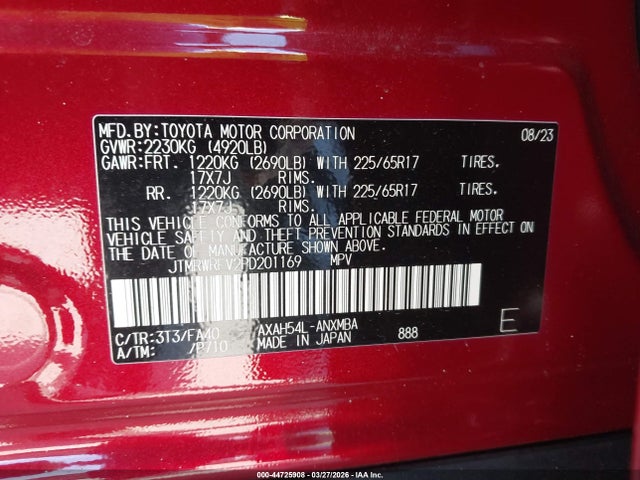 MFD.BY:TOYOTA MOTOR CORPORATION 08/23
GVWR:2230KG (4920LB)
GAWR:FRT. 1220KG (2690LB) WITH 225/65R17 TIRES.
17X7J RIMS.
RR. 1220KG (2690LB) WITH 225/65R17 TIRES.
17X7J RIMS.
THIS VEHICLE CONFORMS TO ALL APPLICABLE FEDERAL MOTOR
VEHICLE SAFETY AND THEFT PREVENTION STANDARDS IN EFFECT ON
THE DATE OF MANUFACTURE SHOWN ABOVE.
JTMRWRFV2PD201169 MPV
C/TR:3T3/FA40 AXAH54L-ANXMBA 888 E
A/TM: /P710 MADE IN JAPAN
000-44725908 - 03/27/2026 - IAA Inc.